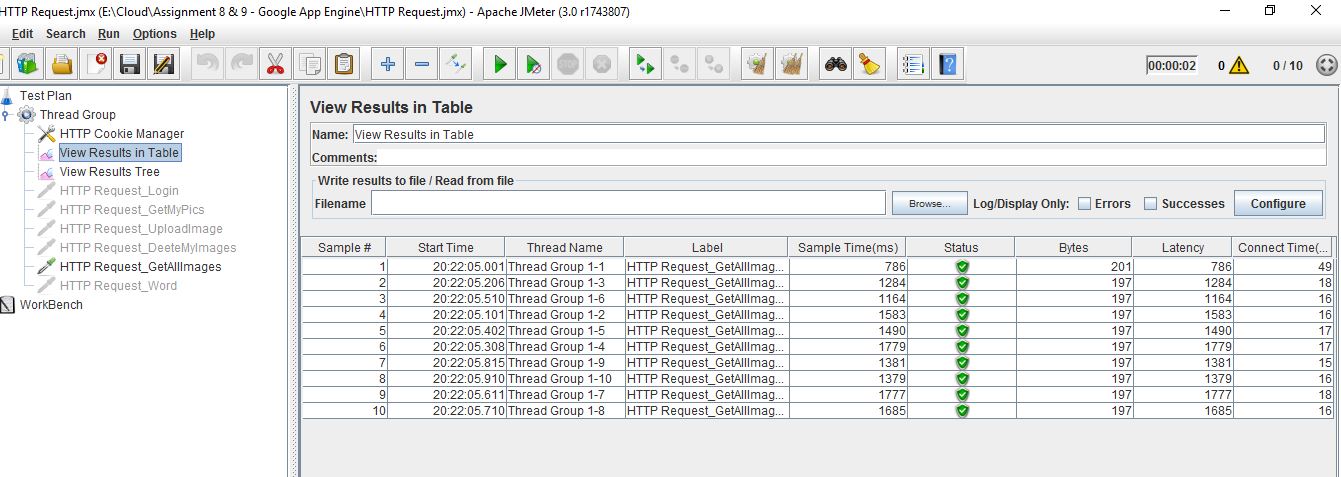 HTTP Request.jmx (E:\Cloud\Assignment 8 & 9 - Google App Engine\HTTP Request.jmx) - Apache JMeter (3.0 r1743807)
Edit Search Run Options Help
STOP 00:00:02 0 0 / 10
Test Plan
Thread Group
HTTP Cookie Manager
View Results in Table
View Results Tree
HTTP Request_Login
HTTP Request_GetMyPics
HTTP Request_UploadImage
HTTP Request_DeeteMyImages
HTTP Request_GetAllImages
HTTP Request_Word
WorkBench
View Results in Table
Name: View Results in Table
Comments:
Write results to file / Read from file
Filename Browse... Log/Display Only: Errors Successes Configure
Sample # Start Time Thread Name Label Sample Time(ms) Status Bytes Latency Connect Time(...
1 20:22:05.001 Thread Group 1-1 HTTP Request_GetAllImag... 786 201 786 49
2 20:22:05.206 Thread Group 1-3 HTTP Request_GetAllImag... 1284 197 1284 18
3 20:22:05.510 Thread Group 1-6 HTTP Request_GetAllImag... 1164 197 1164 16
4 20:22:05.101 Thread Group 1-2 HTTP Request_GetAllImag... 1583 197 1583 16
5 20:22:05.402 Thread Group 1-5 HTTP Request_GetAllImag... 1490 197 1490 17
6 20:22:05.308 Thread Group 1-4 HTTP Request_GetAllImag... 1779 197 1779 17
7 20:22:05.815 Thread Group 1-9 HTTP Request_GetAllImag... 1381 197 1381 15
8 20:22:05.910 Thread Group 1-10 HTTP Request_GetAllImag... 1379 197 1379 16
9 20:22:05.611 Thread Group 1-7 HTTP Request_GetAllImag... 1777 197 1777 18
10 20:22:05.710 Thread Group 1-8 HTTP Request_GetAllImag... 1685 197 1685 16